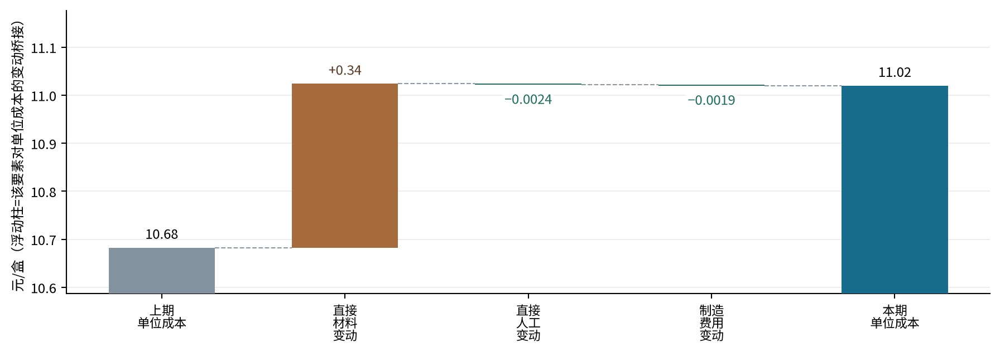 元/盒（浮动柱=该要素对单位成本的变动桥接）
11.1
11.0
10.9
10.8
10.7
10.6
10.68
+0.34
−0.0024
−0.0019
11.02
上期
单位成本
直接
材料
变动
直接
人工
变动
制造
费用
变动
本期
单位成本